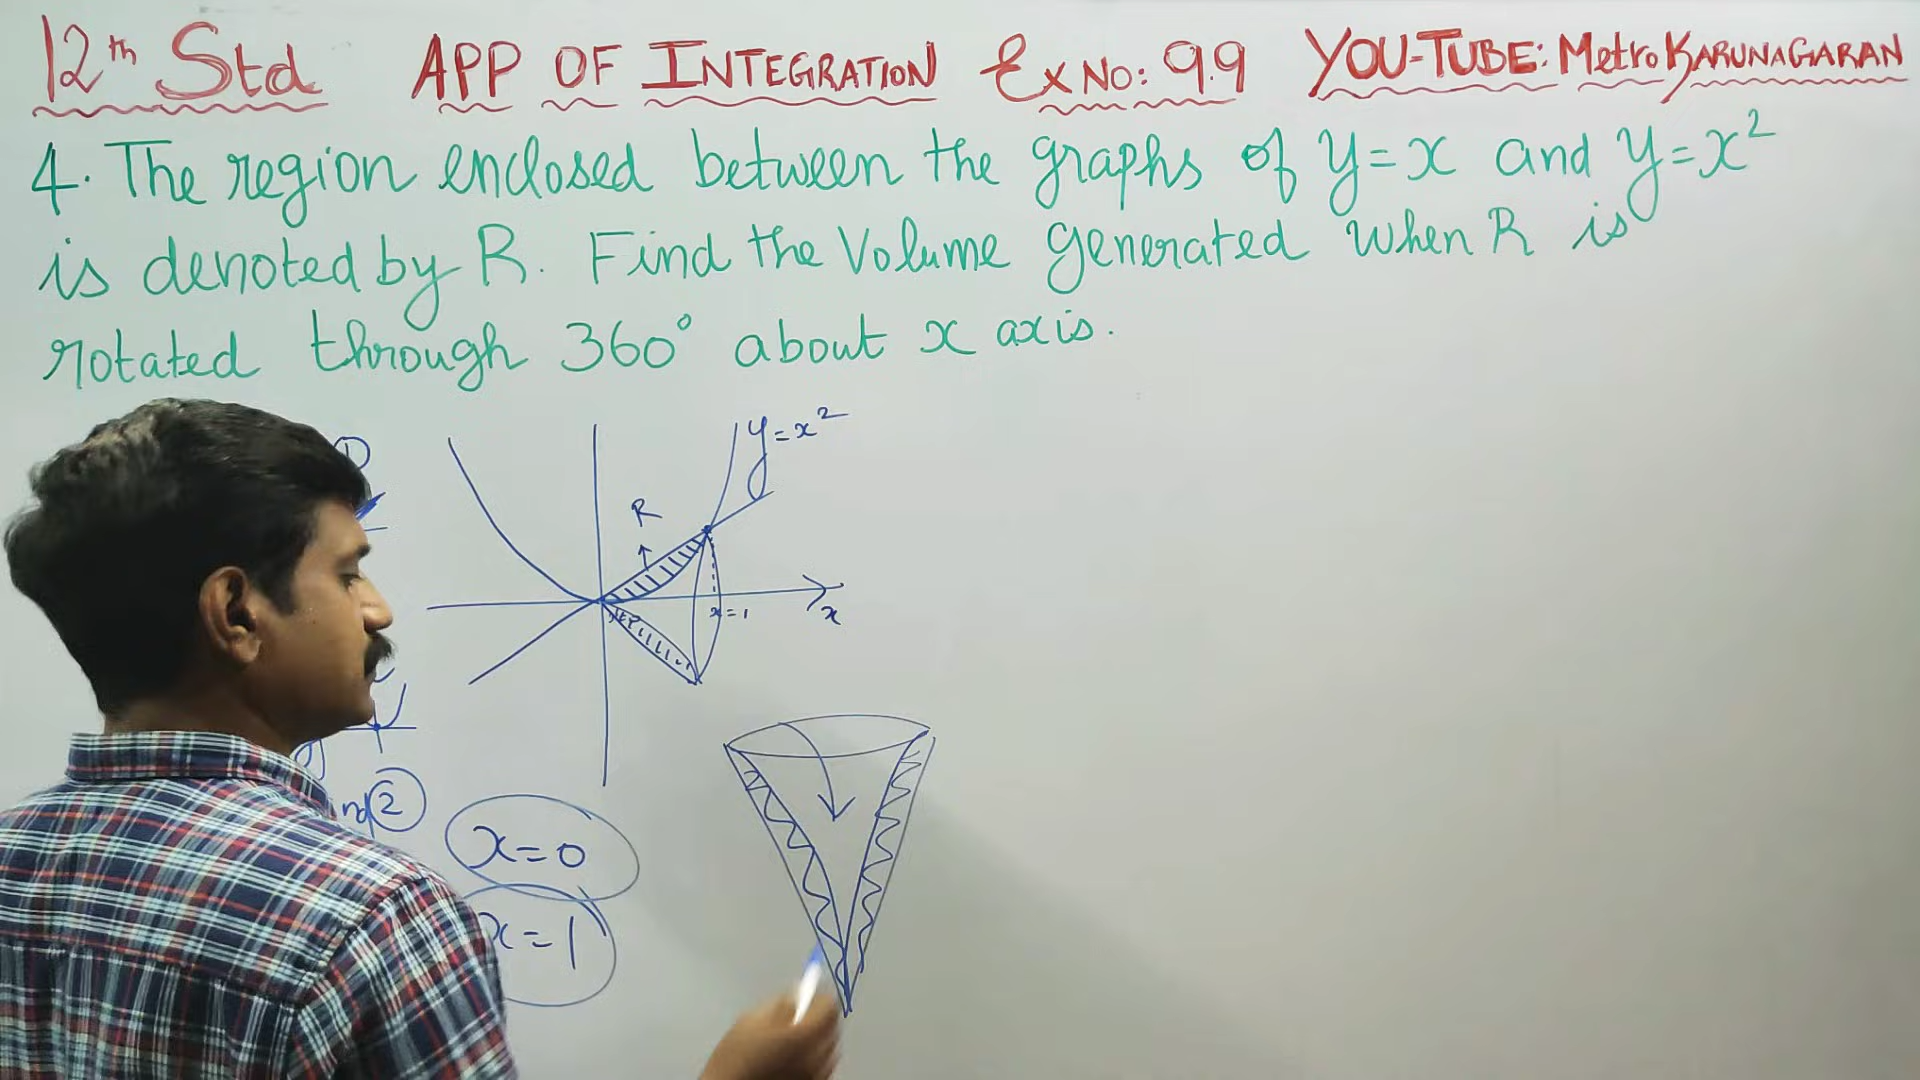 12th Std APP OF INTEGRATION Ex No: 9.9 YOU-TUBE: Metro KARUNAGARAN
4. The region enclosed between the graphs of y=x and y=x²
is denoted by R. Find the Volume generated when R is
rotated through 360° about x axis.
y=x²
R
x=1
x
②
x=0
x=1